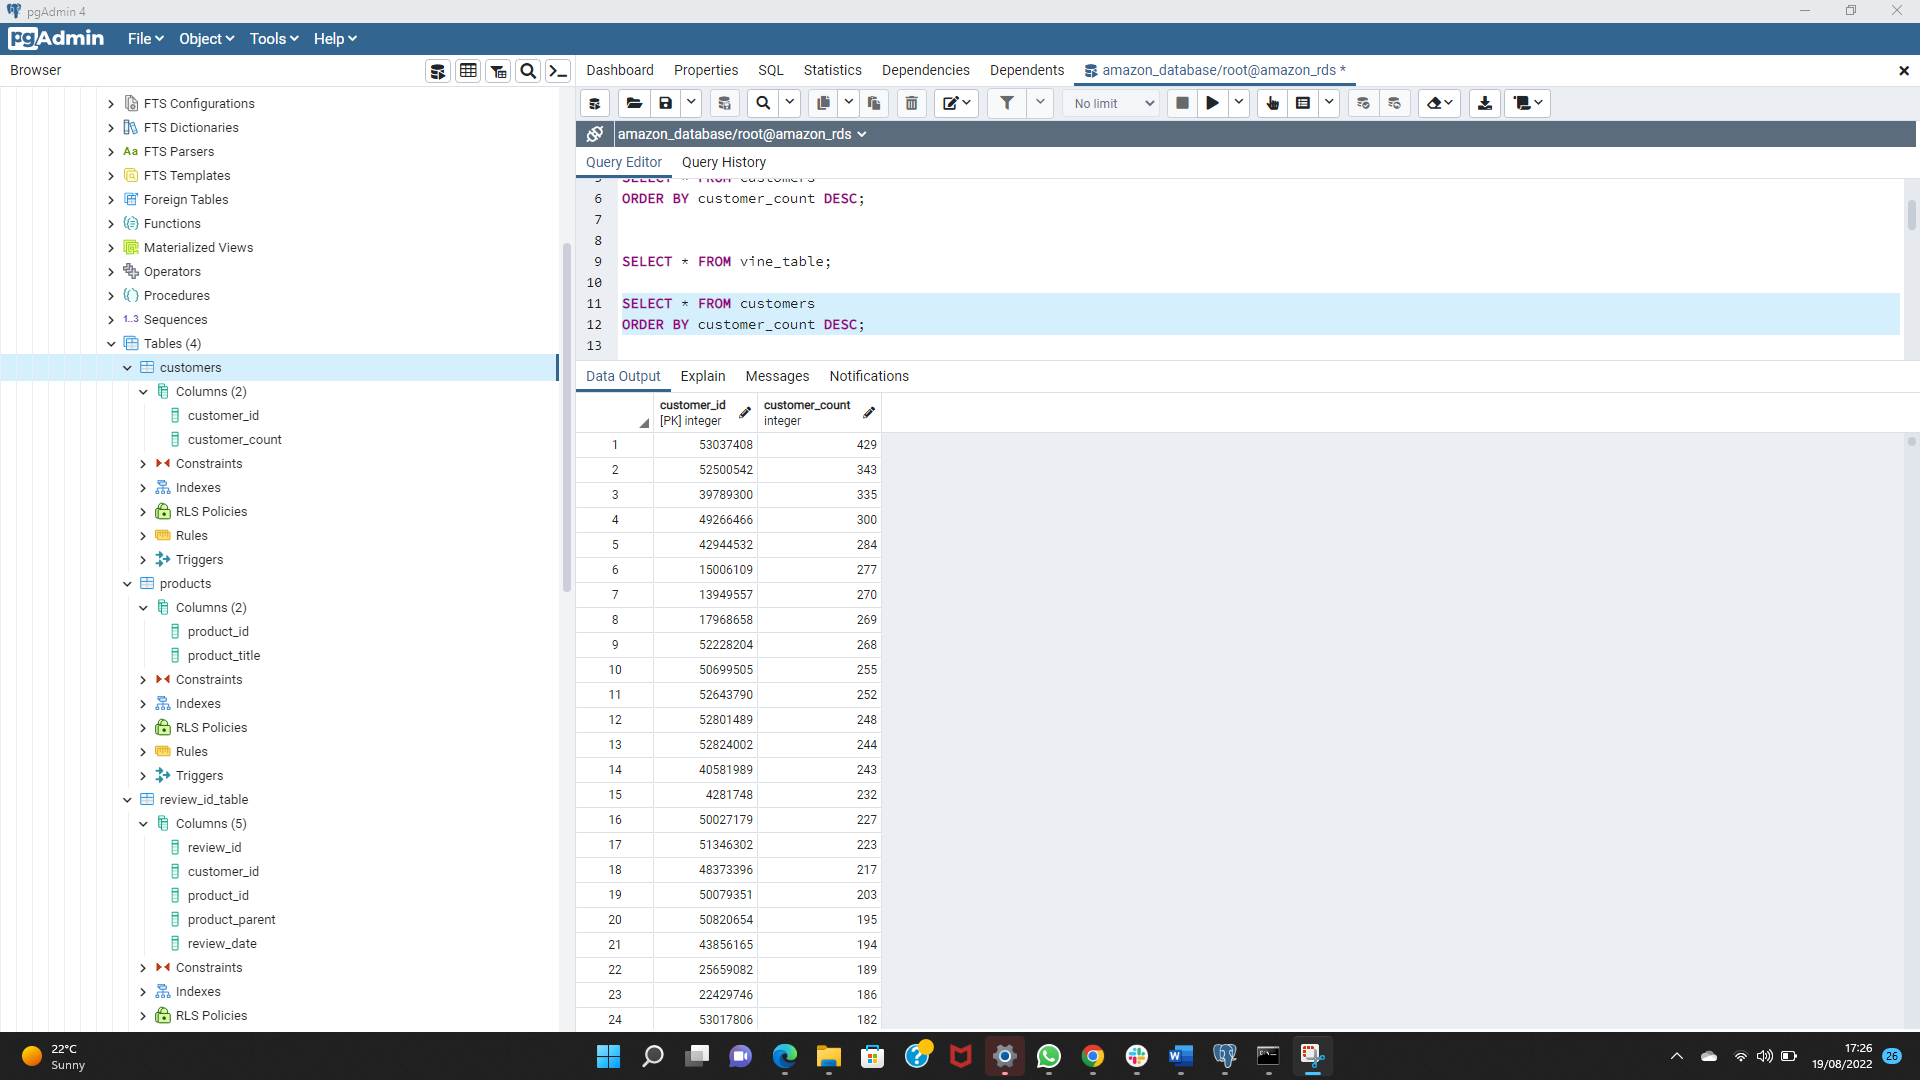 pgAdmin 4
pgAdmin File Object Tools Help
Browser
Dashboard Properties SQL Statistics Dependencies Dependents amazon_database/root@amazon_rds *
No limit
amazon_database/root@amazon_rds
Query Editor Query History
FTS Configurations
FTS Dictionaries
Aa FTS Parsers
FTS Templates
Foreign Tables
Functions
Materialized Views
Operators
Procedures
1..3 Sequences
Tables (4)
customers
Columns (2)
customer_id
customer_count
Constraints
Indexes
RLS Policies
Rules
Triggers
products
Columns (2)
product_id
product_title
Constraints
Indexes
RLS Policies
Rules
Triggers
review_id_table
Columns (5)
review_id
customer_id
product_id
product_parent
review_date
Constraints
Indexes
RLS Policies
5 SELECT * FROM customers
6 ORDER BY customer_count DESC;
7
8
9 SELECT * FROM vine_table;
10
11 SELECT * FROM customers
12 ORDER BY customer_count DESC;
13
Data Output Explain Messages Notifications
customer_id customer_count
[PK] integer integer
1 53037408 429
2 52500542 343
3 39789300 335
4 49266466 300
5 42944532 284
6 15006109 277
7 13949557 270
8 17968658 269
9 52228204 268
10 50699505 255
11 52643790 252
12 52801489 248
13 52824002 244
14 40581989 243
15 4281748 232
16 50027179 227
17 51346302 223
18 48373396 217
19 50079351 203
20 50820654 195
21 43856165 194
22 25659082 189
23 22429746 186
24 53017806 182
22°C
Sunny
17:26
19/08/2022
26